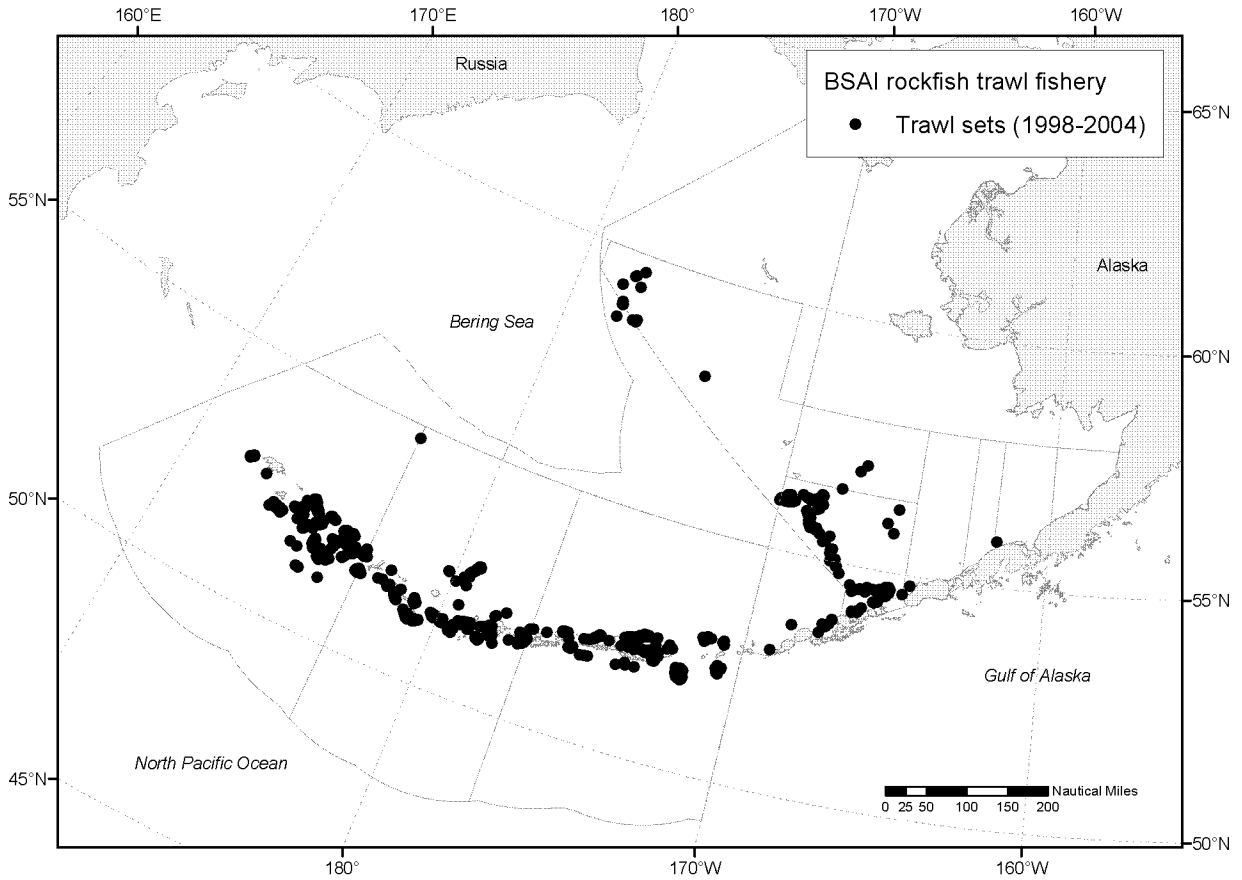 160°E 170°E 180° 170°W 160°W
Russia
BSAI rockfish trawl fishery
Trawl sets (1998-2004)
65°N
55°N
Alaska
Bering Sea
60°N
50°N
55°N
Gulf of Alaska
North Pacific Ocean
45°N
Nautical Miles
0 25 50 100 150 200
50°N
180° 170°W 160°W